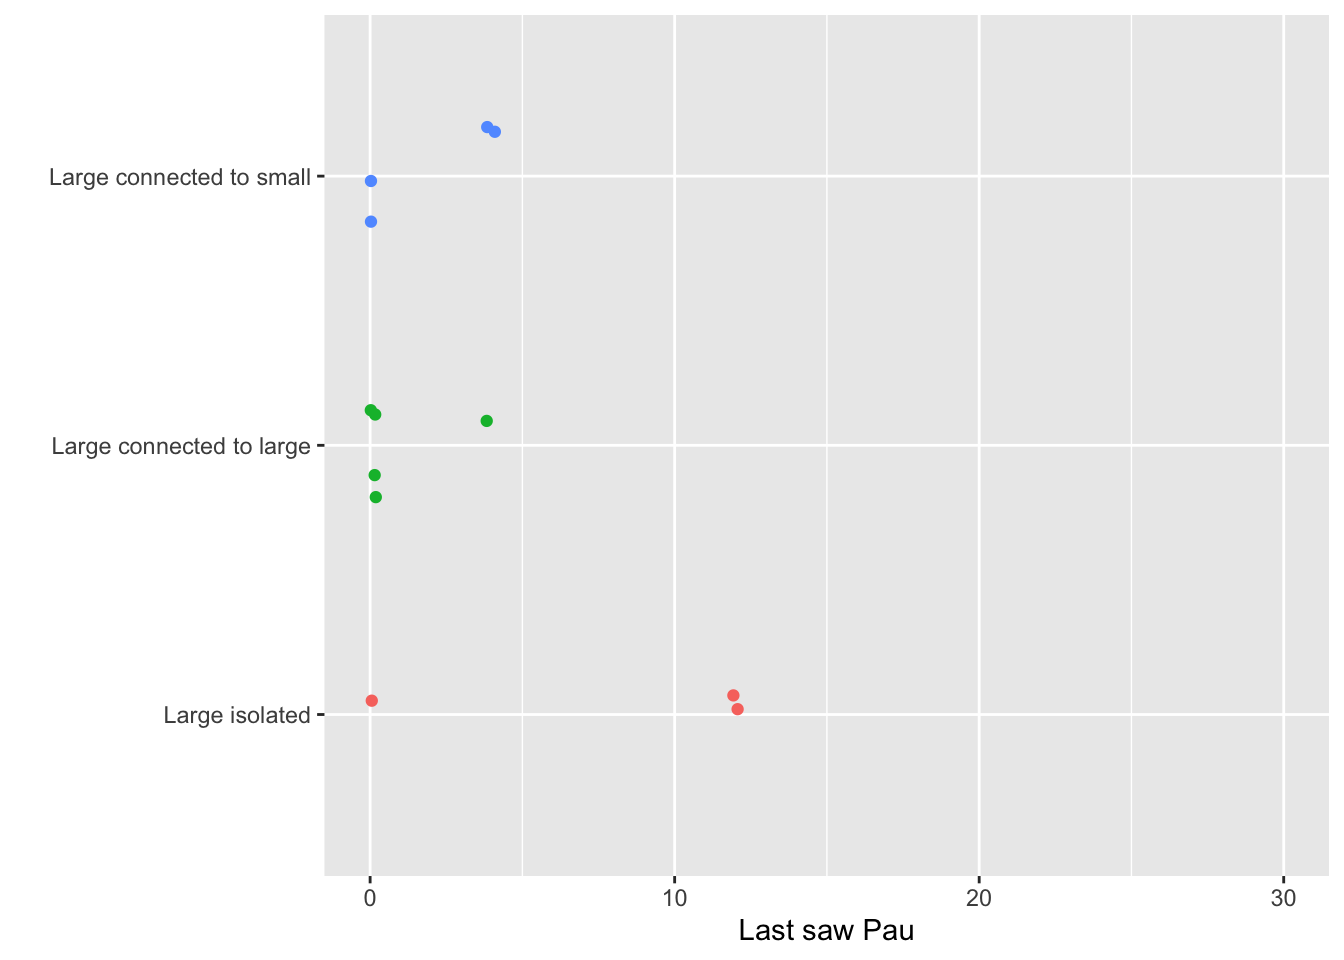 Large connected to small
Large connected to large
Large isolated
0 10 20 30
Last saw Pau